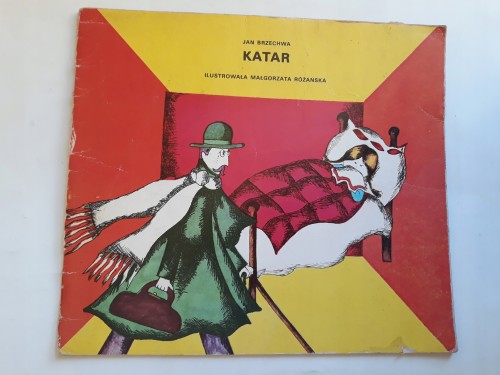 JAN BRZECHWA
KATAR
ILUSTROWAŁA MAŁGORZATA RÓŻAŃSKA